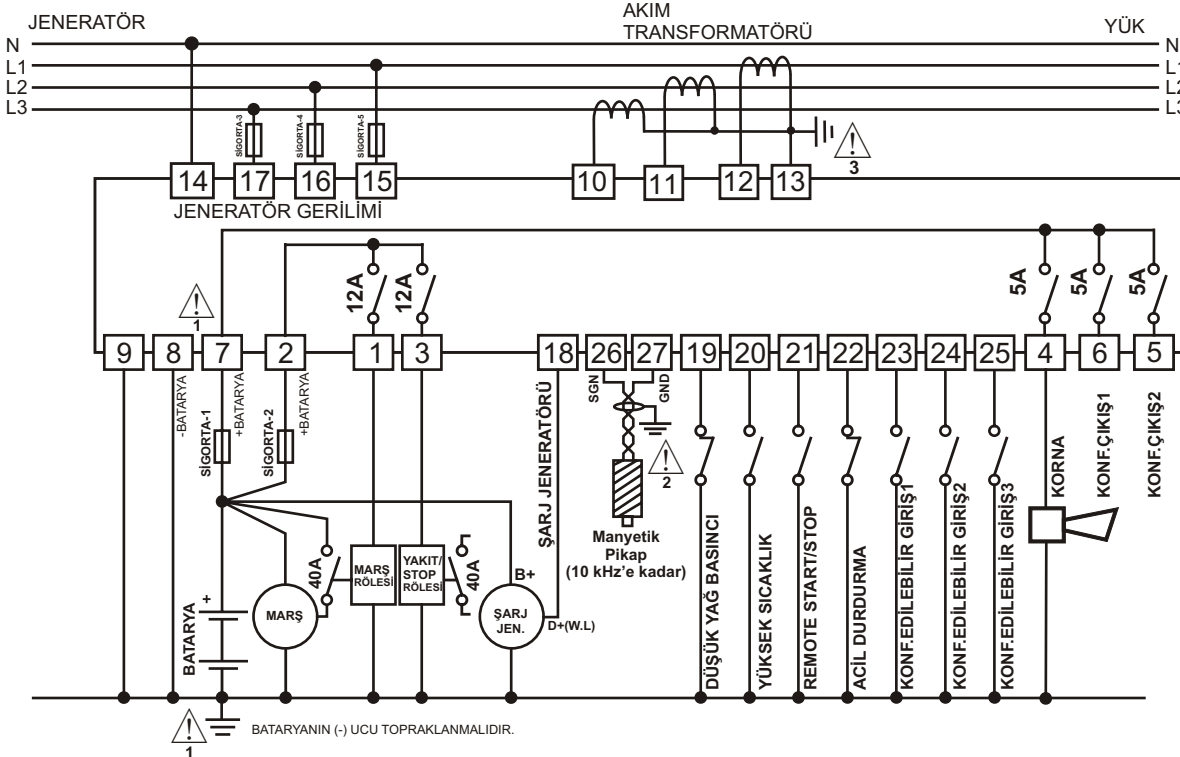 JENERATÖR
AKIM
TRANSFORMATÖRÜ
YÜK
N
N
L1
L1
L2
L2
L3
L3
SİGORTA-3
SİGORTA-4
SİGORTA-5
3
14
17
16
15
10
11
12
13
JENERATÖR GERİLİMİ
12A
12A
5A
5A
5A
1
9
8
7
2
1
3
18
26
27
19
20
21
22
23
24
25
4
6
5
-BATARYA
SİGORTA-1
+BATARYA
SİGORTA-2
+BATARYA
ŞARJ JENERATÖRÜ
SGN
GND
2
Manyetik
Pikap
(10 kHz'e kadar)
DÜŞÜK YAĞ BASINCI
YÜKSEK SICAKLIK
REMOTE START/STOP
ACİL DURDURMA
KONF.EDİLEBİLİR GİRİŞ1
KONF.EDİLEBİLİR GİRİŞ2
KONF.EDİLEBİLİR GİRİŞ3
KORNA
KONF.ÇIKIŞ1
KONF.ÇIKIŞ2
BATARYA
+
MARŞ
40A
MARŞ
RÖLESİ
YAKIT/
STOP
RÖLESİ
40A
B+
ŞARJ
JEN.
D+(W.L)
1
BATARYANIN (-) UCU TOPRAKLANMALIDIR.